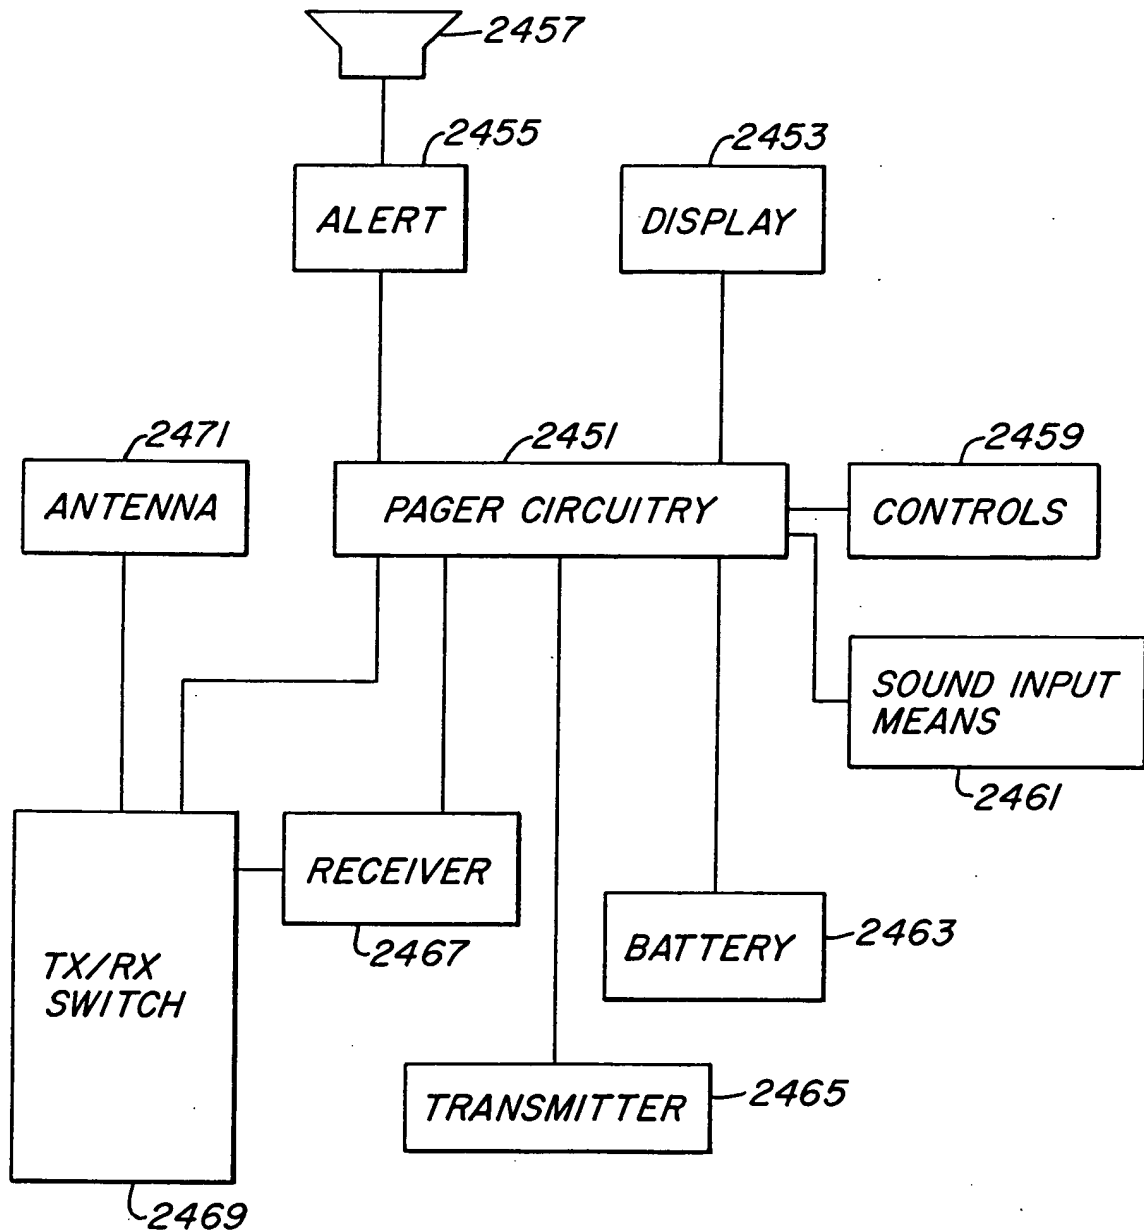 2457
2455
2453
ALERT
DISPLAY
2471
2451
2459
ANTENNA
PAGER CIRCUITRY
CONTROLS
SOUND INPUT
MEANS
2461
RECEIVER
2467
BATTERY
2463
TX/RX
SWITCH
TRANSMITTER
2465
2469